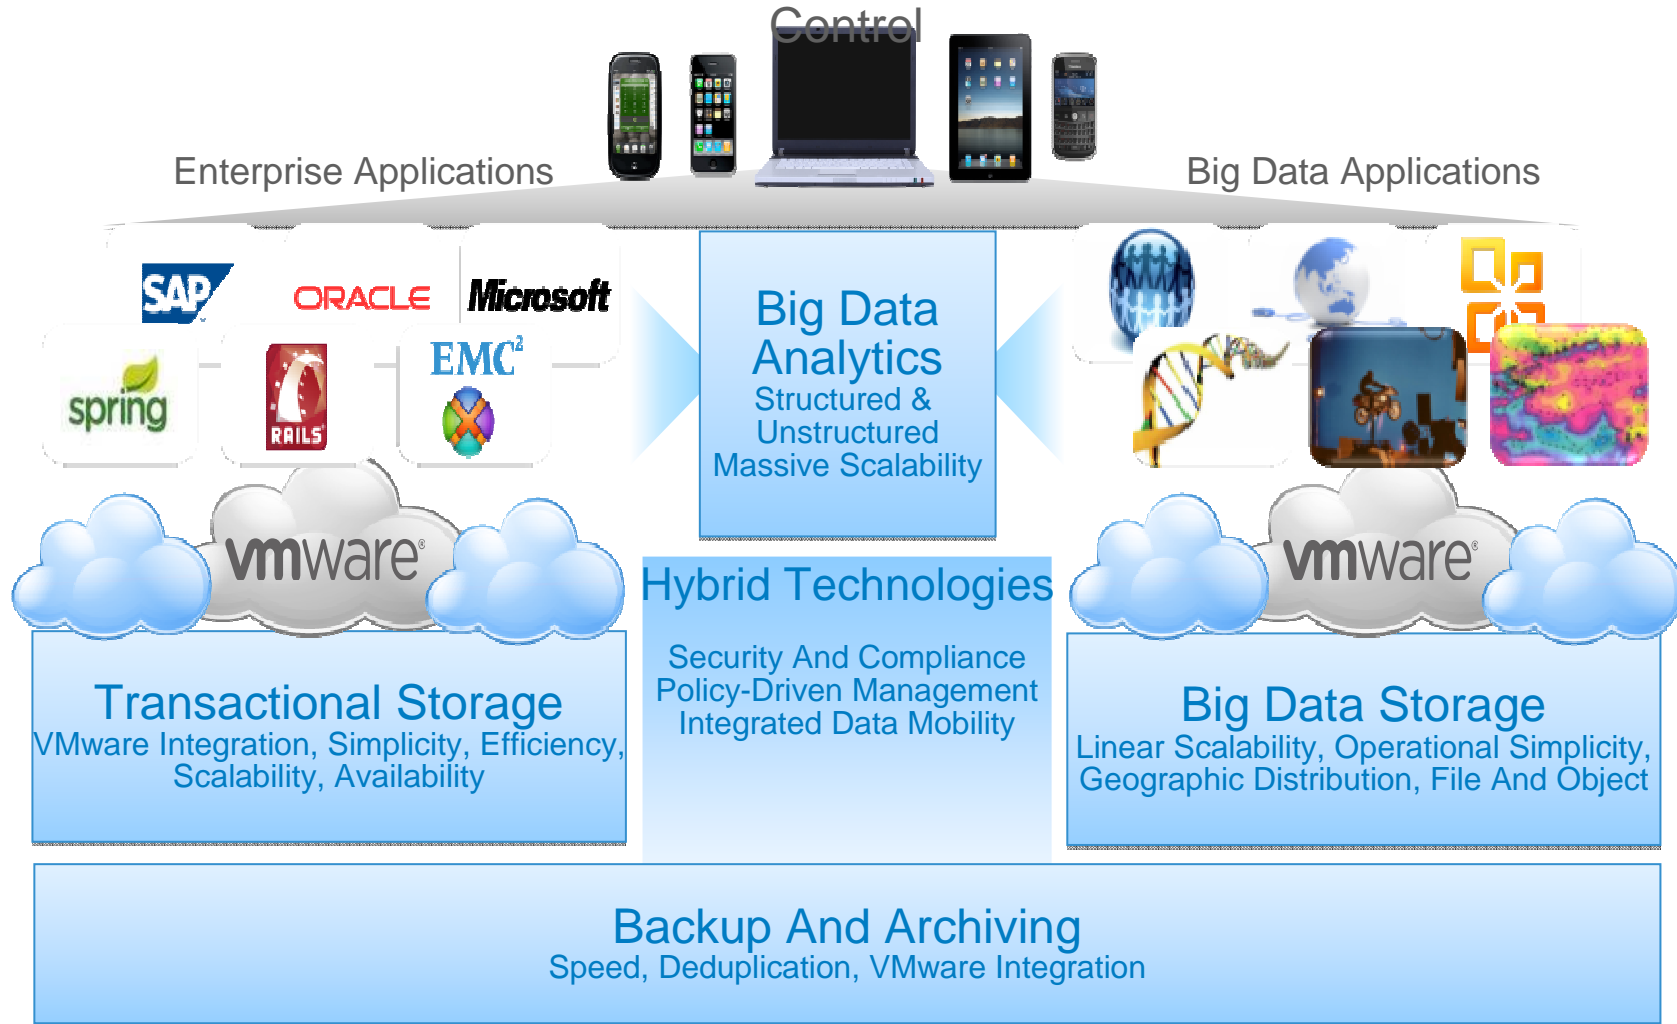 Control
Enterprise Applications
Big Data Applications
SAP
ORACLE
Microsoft
spring
RAILS
EMC²
Big Data
Analytics
Structured &
Unstructured
Massive Scalability
vmware®
vmware®
Hybrid Technologies
Security And Compliance
Policy-Driven Management
Integrated Data Mobility
Transactional Storage
VMware Integration, Simplicity, Efficiency,
Scalability, Availability
Big Data Storage
Linear Scalability, Operational Simplicity,
Geographic Distribution, File And Object
Backup And Archiving
Speed, Deduplication, VMware Integration